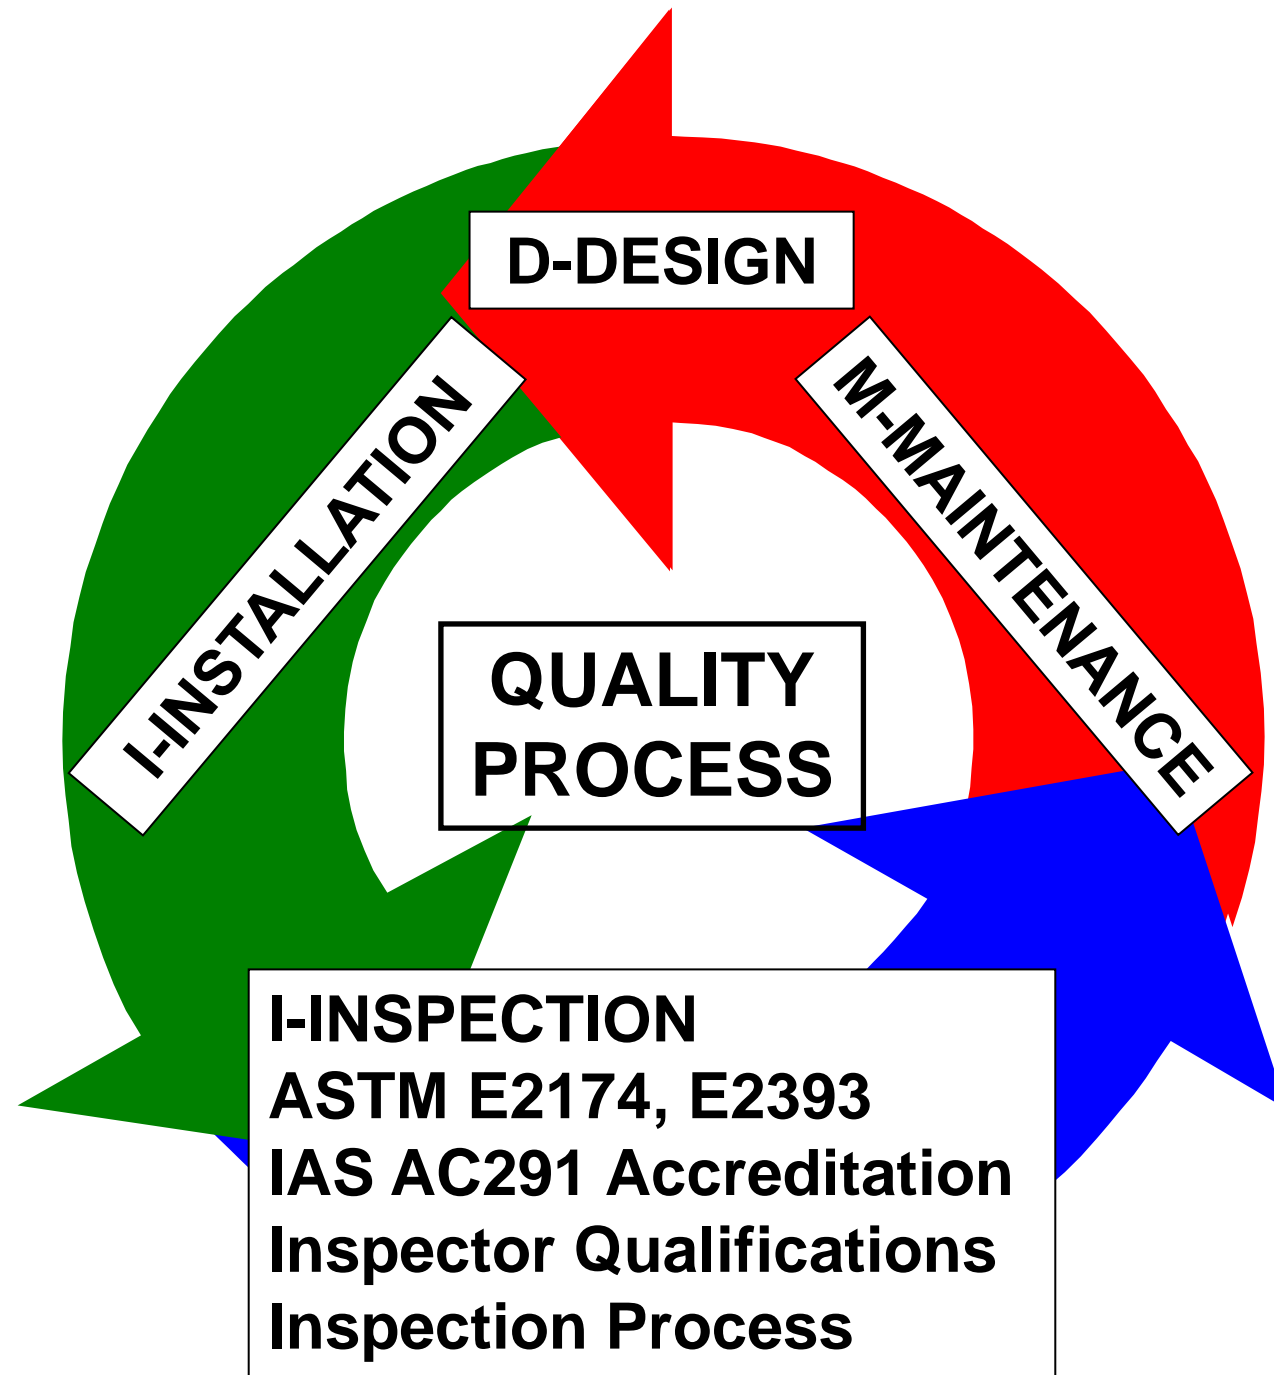 D-DESIGN
I-INSTALLATION
M-MAINTENANCE
QUALITY
PROCESS
I-INSPECTION
ASTM E2174, E2393
IAS AC291 Accreditation
Inspector Qualifications
Inspection Process